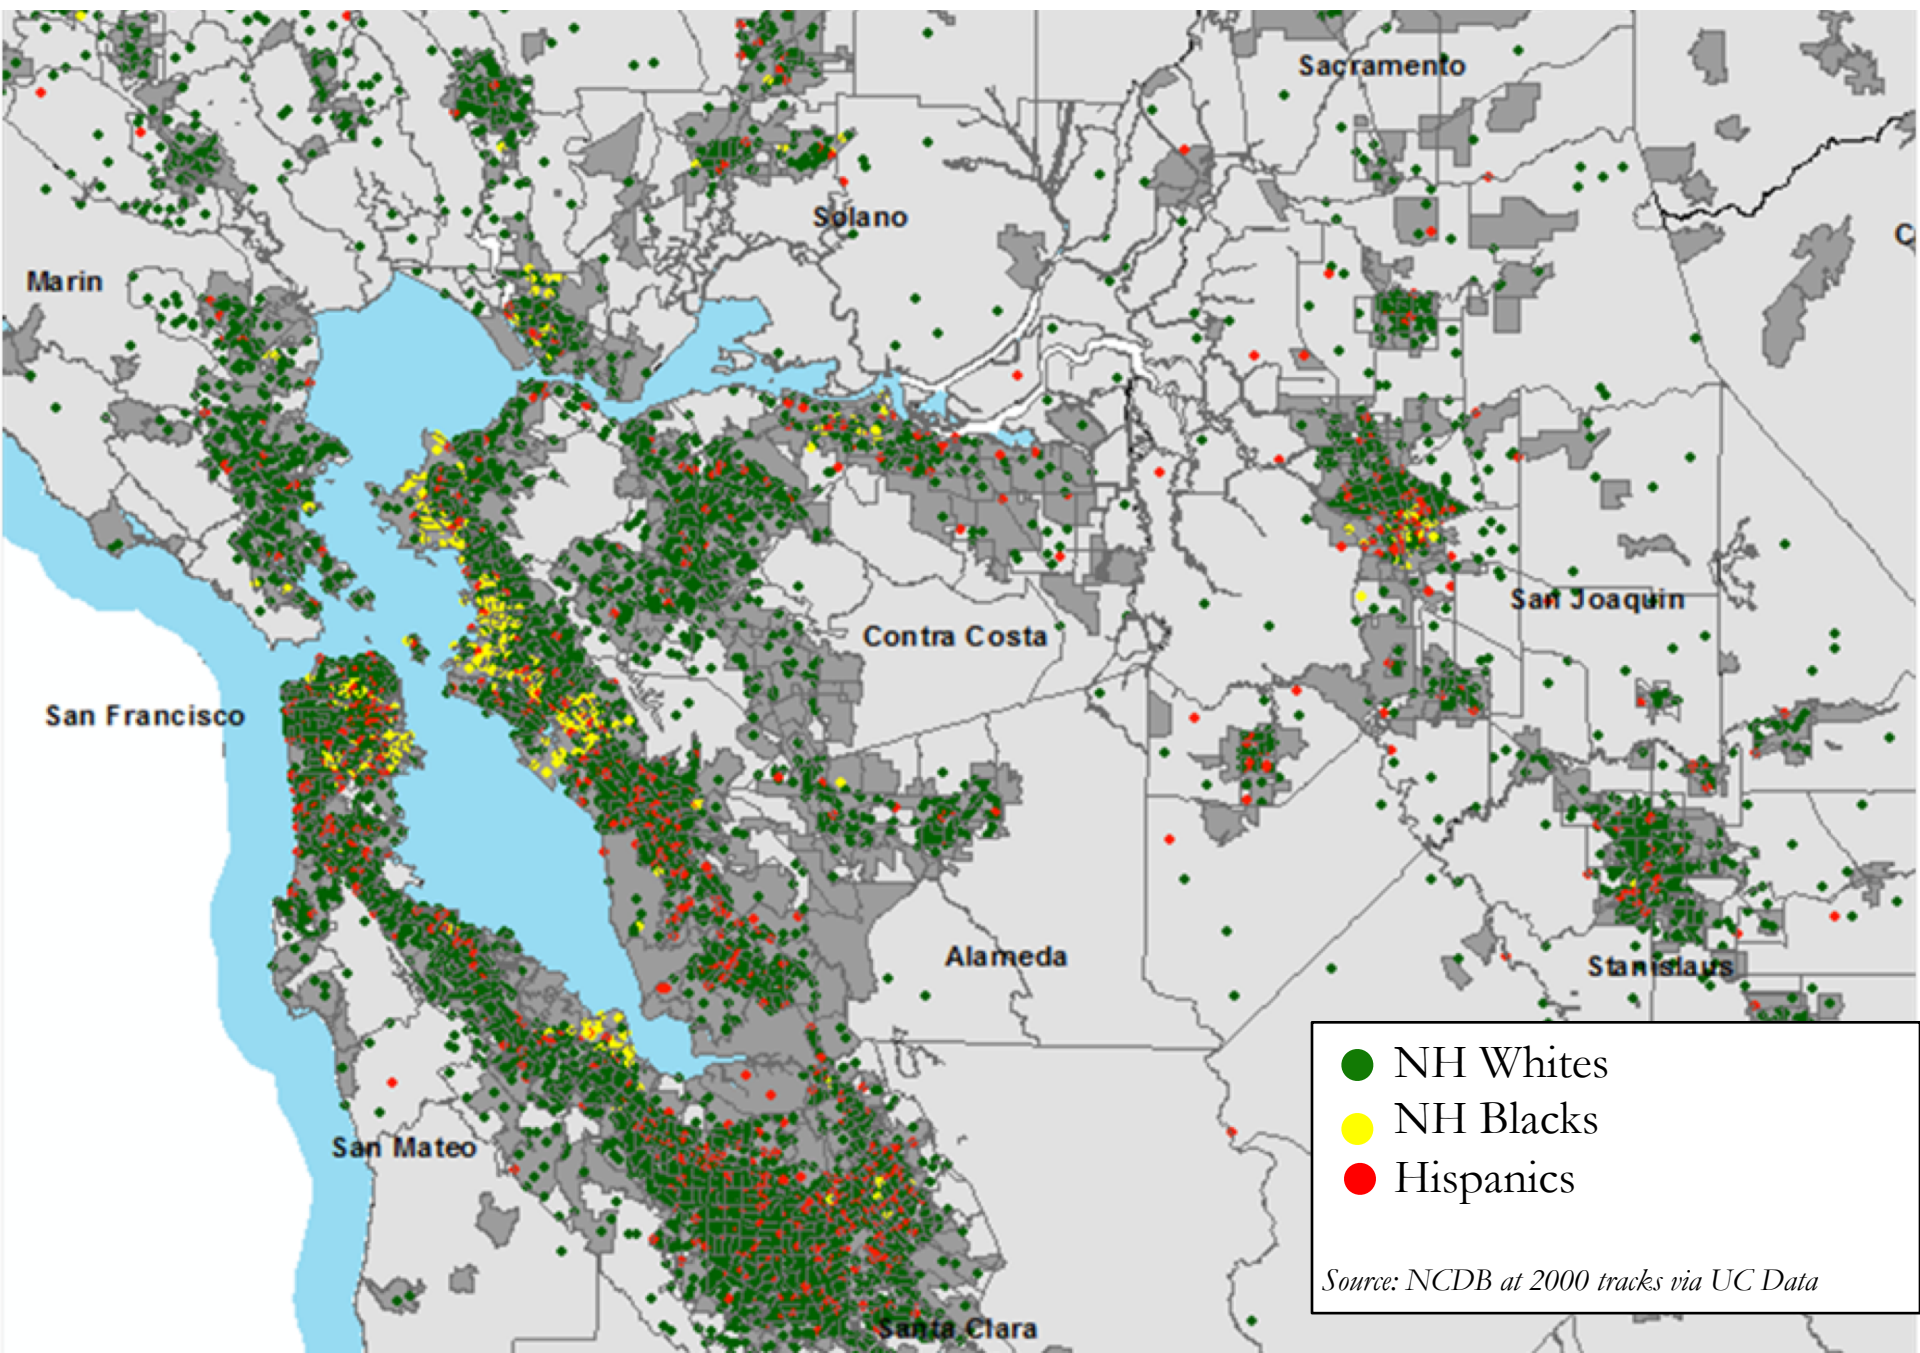 Sacramento
Solano
C
Marin
San Joaquin
Contra Costa
San Francisco
Alameda
Stanislaus
San Mateo
Santa Clara
NH Whites
NH Blacks
Hispanics
Source: NCDB at 2000 tracks via UC Data